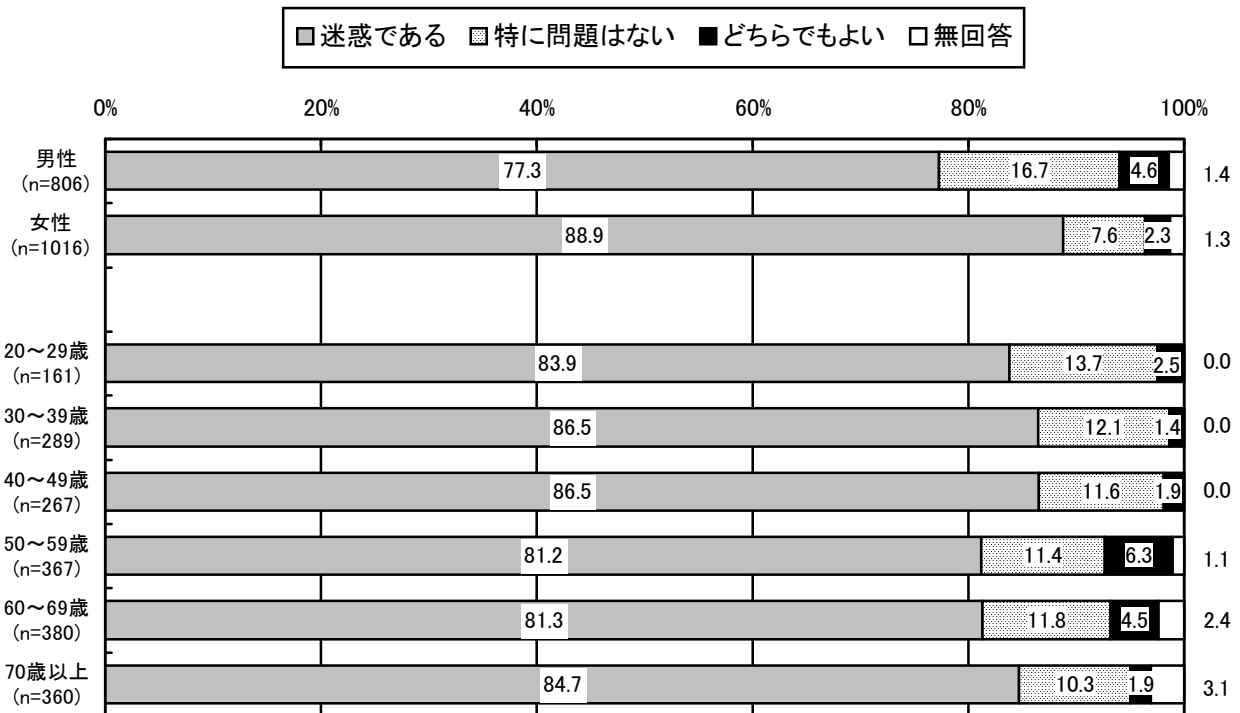 迷惑である 特に問題はない どちらでもよい 無回答
0% 20% 40% 60% 80% 100%
男性
(n=806)
77.3 16.7 4.6 1.4
女性
(n=1016)
88.9 7.6 2.3 1.3
20～29歳
(n=161)
83.9 13.7 2.5 0.0
30～39歳
(n=289)
86.5 12.1 1.4 0.0
40～49歳
(n=267)
86.5 11.6 1.9 0.0
50～59歳
(n=367)
81.2 11.4 6.3 1.1
60～69歳
(n=380)
81.3 11.8 4.5 2.4
70歳以上
(n=360)
84.7 10.3 1.9 3.1